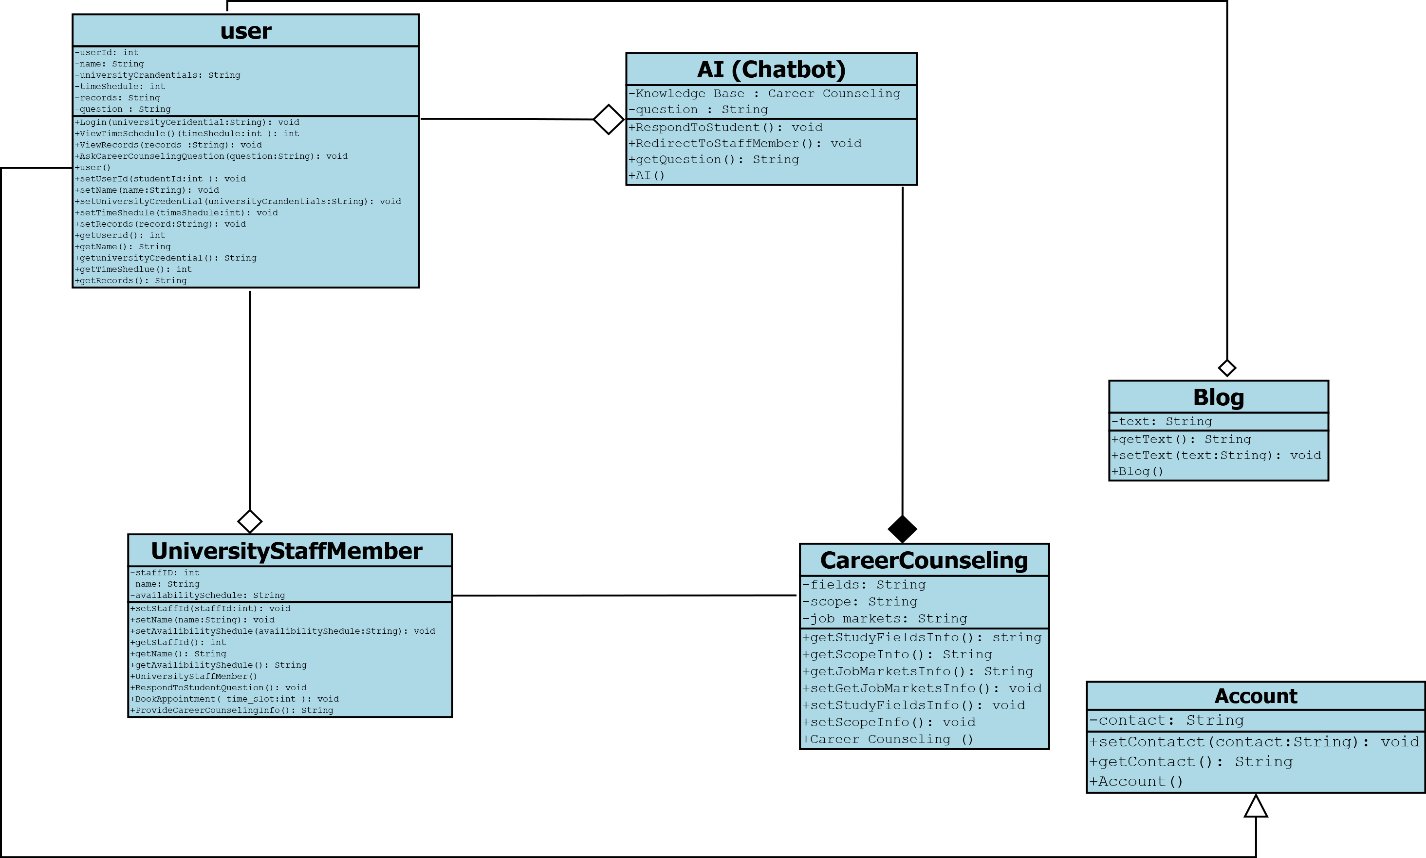 user
-userId: int
-name: String
-universityCrandentials: String
-timeShedule: int
-records: String
question : String
+Login(universityCeridential:String): void
+ViewTimeSchedule()(timeShedule:int ): int
+ViewRecords(records :String): void
+AskCareerCounselingQuestion(question:String): void
+user()
+setUserId(studentId:int ): void
+setName(name:String): void
+setUniversityCredential(universityCrandentials:String): void
+setTimeShedule(timeShedule:int): void
+setRecords(record:String): void
+getUserId(): int
+getName(): String
+getuniversityCredential(): String
+getTimeShedlue(): int
+getRecords(): String
AI (Chatbot)
-Knowledge Base : Career Counseling
-question : String
+RespondToStudent(): void
+RedirectToStaffMember(): void
+getQuestion(): String
+AI()
Blog
-text: String
+getText(): String
+setText(text:String): void
+Blog()
UniversityStaffMember
-staffID: int
name: String
-availabilitySchedule: String
+setStaffId(staffId:int): void
+setName(name:String): void
+setAvailibilityShedule(availibilityShedule:String): void
+getStaffId(): int
+getName(): String
+getAvailibilityShedule(): String
+UniversityStaffMember()
+RespondToStudentQuestion(): void
+BookAppointment( time_slot:int ): void
+ProvideCareerCounselingInfo(): String
CareerCounseling
-fields: String
-scope: String
-job markets: String
+getStudyFieldsInfo(): string
+getScopeInfo(): String
+getJobMarketsInfo(): String
+setGetJobMarketsInfo(): void
+setStudyFieldsInfo(): void
+setScopeInfo(): void
+Career Counseling ()
Account
-contact: String
+setContatct(contact:String): void
+getContact(): String
+Account()